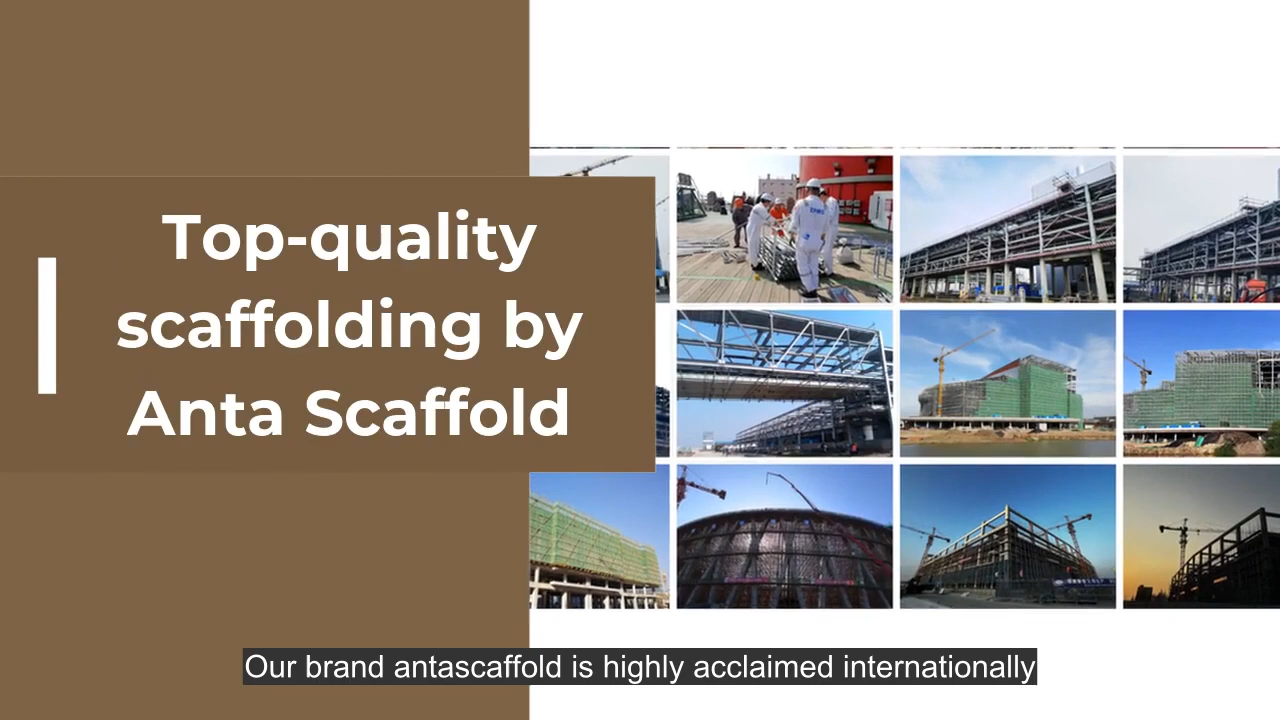 Top-quality
scaffolding by
Anta Scaffold
Our brand antascaffold is highly acclaimed internationally